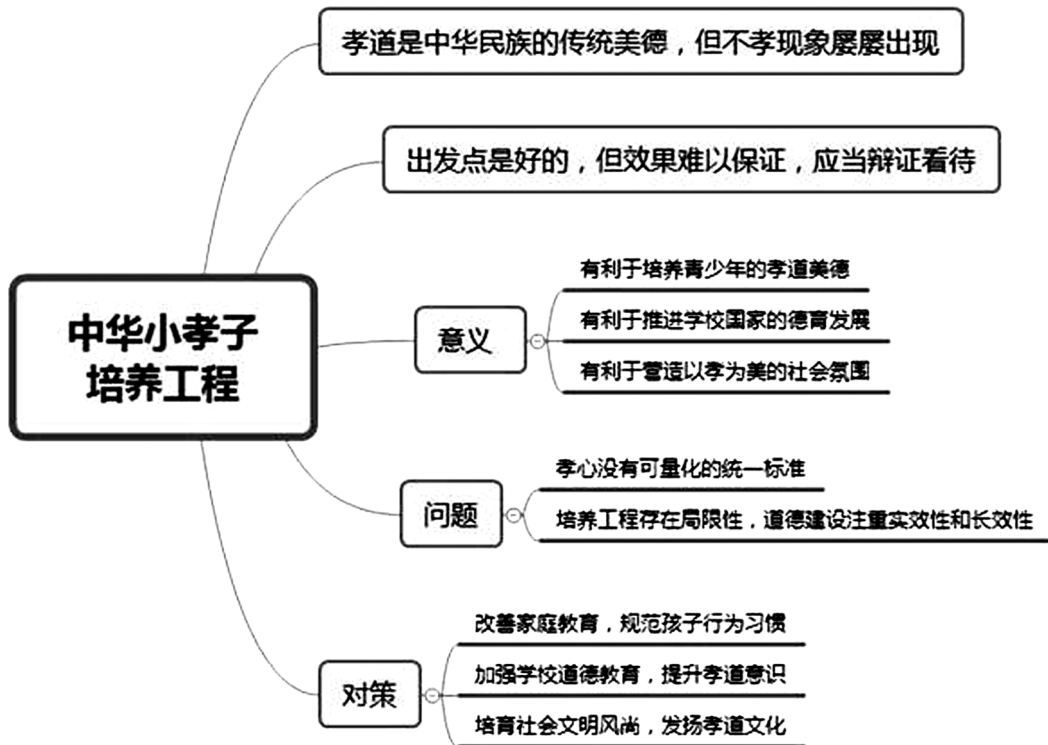 孝道是中华民族的传统美德，但不孝现象屡屡出现
出发点是好的，但效果难以保证，应当辩证看待
中华小孝子
培养工程
意义
有利于培养青少年的孝道美德
有利于推进学校国家的德育发展
有利于营造以孝为美的社会氛围
问题
孝心没有可量化的统一标准
培养工程存在局限性，道德建设注重实效性和长效性
对策
改善家庭教育，规范孩子行为习惯
加强学校道德教育，提升孝道意识
培育社会文明风尚，发扬孝道文化